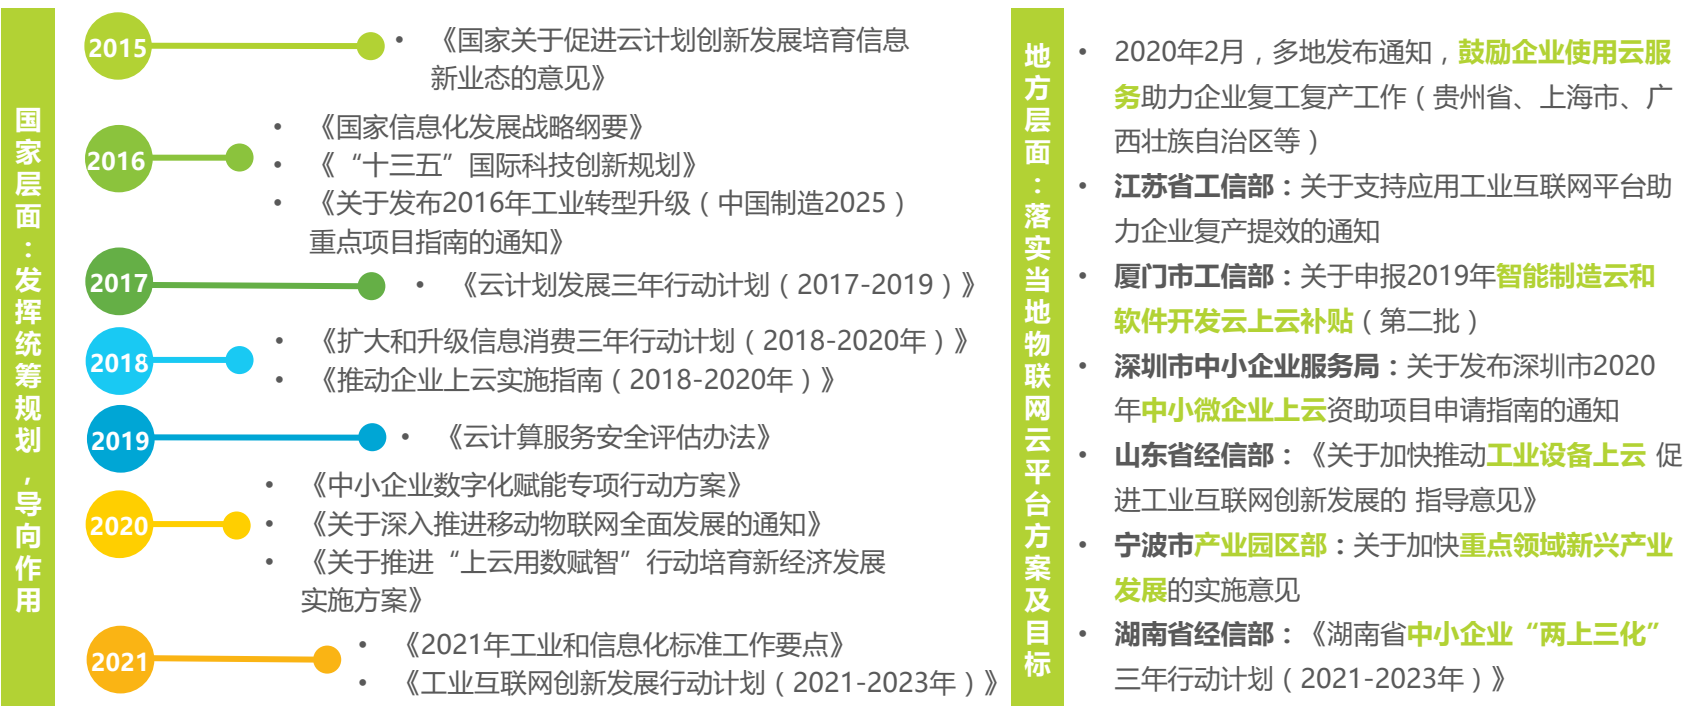 国家层面：发挥统筹规划，导向作用
2015
• 《国家关于促进云计划创新发展培育信息
新业态的意见》
2016
• 《国家信息化发展战略纲要》
• 《“十三五”国际科技创新规划》
• 《关于发布2016年工业转型升级（中国制造2025）
重点项目指南的通知》
2017
• 《云计划发展三年行动计划（2017-2019）》
2018
• 《扩大和升级信息消费三年行动计划（2018-2020年）》
• 《推动企业上云实施指南（2018-2020年）》
2019
• 《云计算服务安全评估办法》
2020
• 《中小企业数字化赋能专项行动方案》
• 《关于深入推进移动物联网全面发展的通知》
• 《关于推进“上云用数赋智”行动培育新经济发展
实施方案》
2021
• 《2021年工业和信息化标准工作要点》
• 《工业互联网创新发展行动计划（2021-2023年）》
地方层面：落实当地物联网云平台方案及目标
• 2020年2月，多地发布通知，鼓励企业使用云服
务助力企业复工复产工作（贵州省、上海市、广
西壮族自治区等）
• 江苏省工信部：关于支持应用工业互联网平台助
力企业复产提效的通知
• 厦门市工信部：关于申报2019年智能制造云和
软件开发云上云补贴（第二批）
• 深圳市中小企业服务局：关于发布深圳市2020
年中小微企业上云资助项目申请指南的通知
• 山东省经信部：《关于加快推动工业设备上云 促
进工业互联网创新发展的 指导意见》
• 宁波市产业园区部：关于加快重点领域新兴产业
发展的实施意见
• 湖南省经信部：《湖南省中小企业“两上三化”
三年行动计划（2021-2023年）》